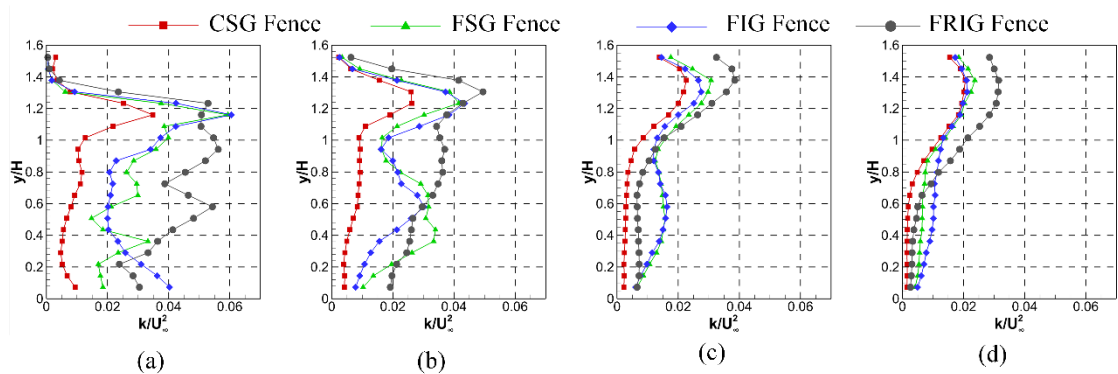 CSG Fence FSG Fence FIG Fence FRIG Fence
1.6 1.6 1.6 1.6
1.4 1.4 1.4 1.4
1.2 1.2 1.2 1.2
1 1 1 1
y/H y/H y/H y/H
0.8 0.8 0.8 0.8
0.6 0.6 0.6 0.6
0.4 0.4 0.4 0.4
0.2 0.2 0.2 0.2
0 0 0 0
0 0.02 0.04 0.06 0 0.02 0.04 0.06 0 0.02 0.04 0.06 0 0.02 0.04 0.06
k/U²∞ k/U²∞ k/U²∞ k/U²∞
(a) (b) (c) (d)